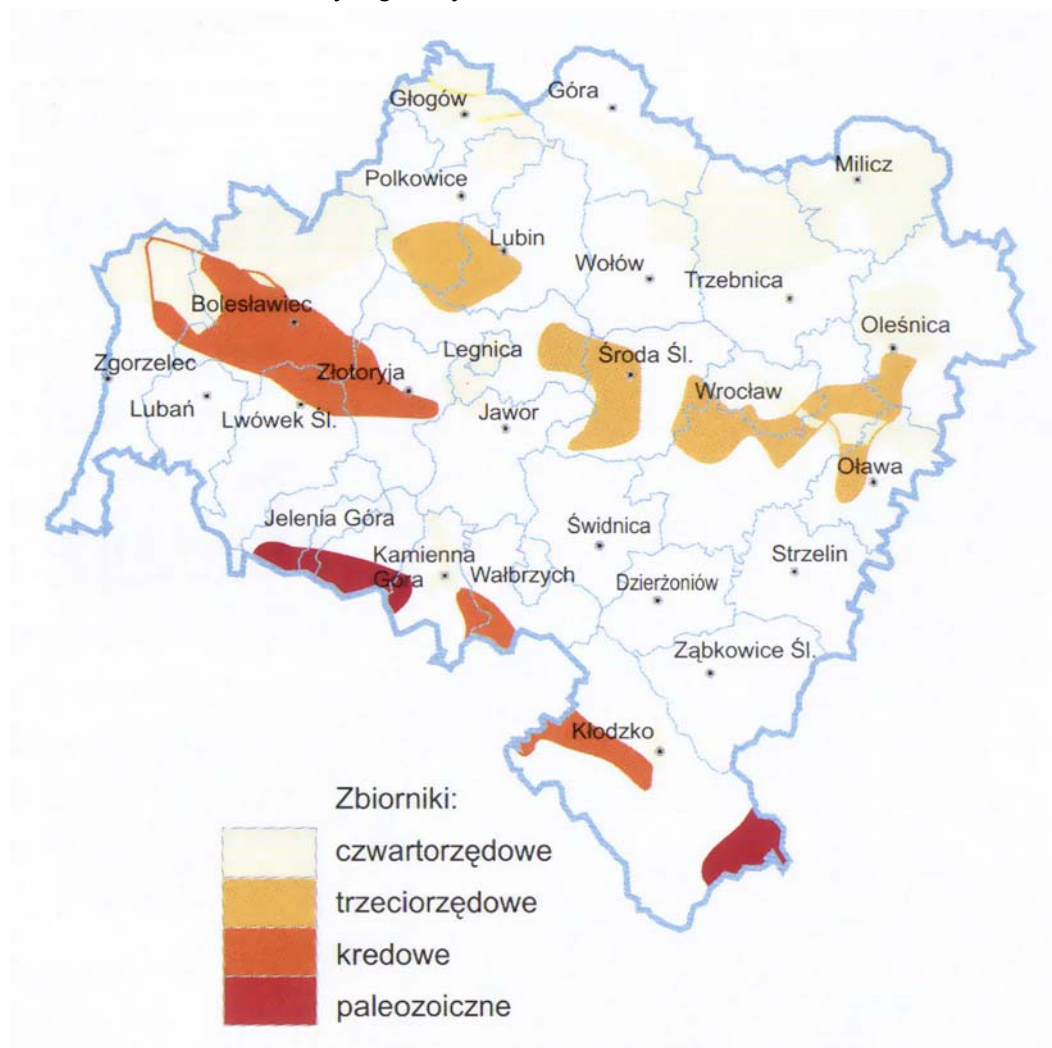 Głogów
Góra
Milicz
Polkowice
Lubin
Wołów
Trzebnica
Bolesławiec
Oleśnica
Legnica
Środa Śl.
Zgorzelec
Złotoryja
Wrocław
Lubań
Lwówek Śl.
Jawor
Oława
Jelenia Góra
Świdnica
Kamienna
Góra
Wałbrzych
Strzelin
Dzierżoniów
Ząbkowice Śl.
Kłodzko
Zbiorniki:
czwartorzędowe
trzeciorzędowe
kredowe
paleozoiczne